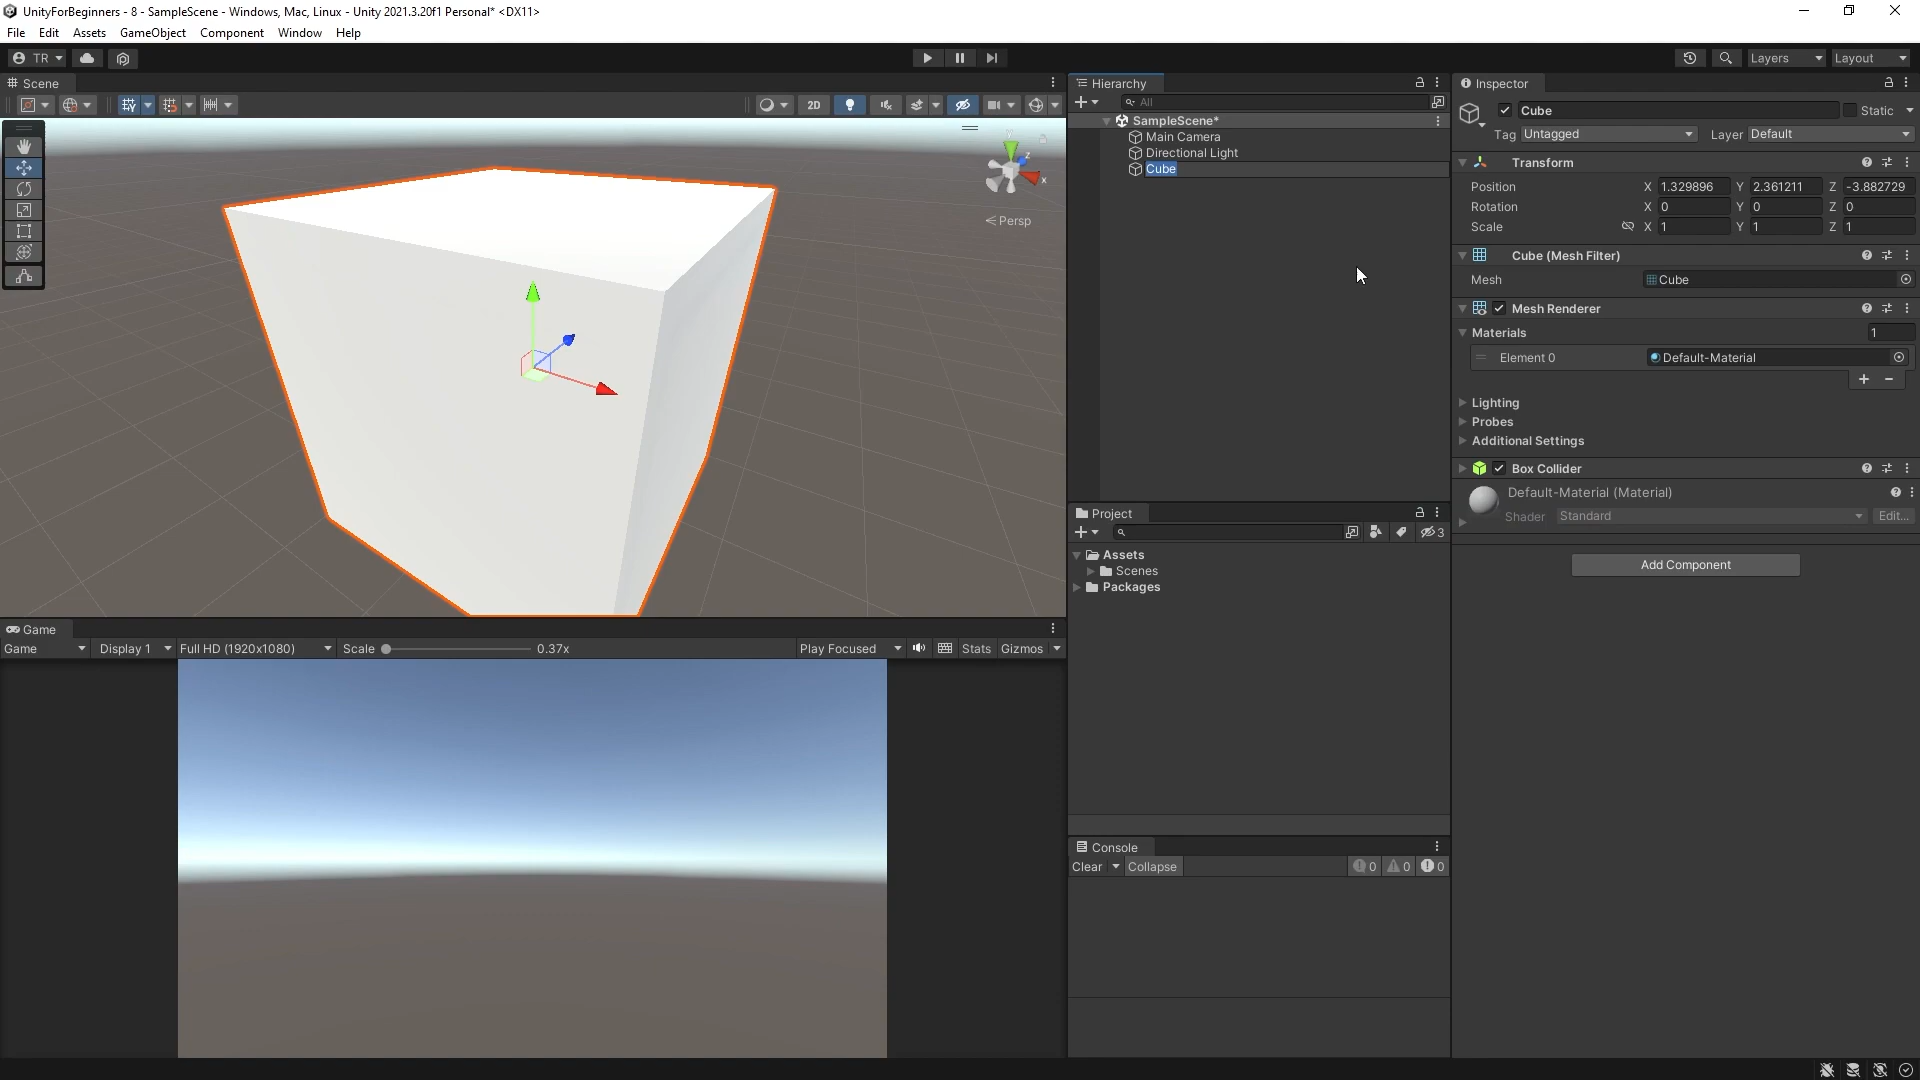 UnityForBeginners - 8 - SampleScene - Windows, Mac, Linux - Unity 2021.3.20f1 Personal* <DX11>
File Edit Assets GameObject Component Window Help
TR
Layers Layout
Scene
2D
Y
x
z
Persp
Hierarchy
All
SampleScene*
Main Camera
Directional Light
Cube
Inspector
Cube Static
Tag Untagged Layer Default
Transform
Position X 1.329896 Y 2.361211 Z -3.882729
Rotation X 0 Y 0 Z 0
Scale X 1 Y 1 Z 1
Cube (Mesh Filter)
Mesh Cube
Mesh Renderer
Materials 1
Element 0 Default-Material
Lighting
Probes
Additional Settings
Box Collider
Default-Material (Material)
Shader Standard Edit...
Add Component
Project
3
Assets
Scenes
Packages
Game
Game Display 1 Full HD (1920x1080) Scale 0.37x Play Focused Stats Gizmos
Console
Clear Collapse 0 0 0